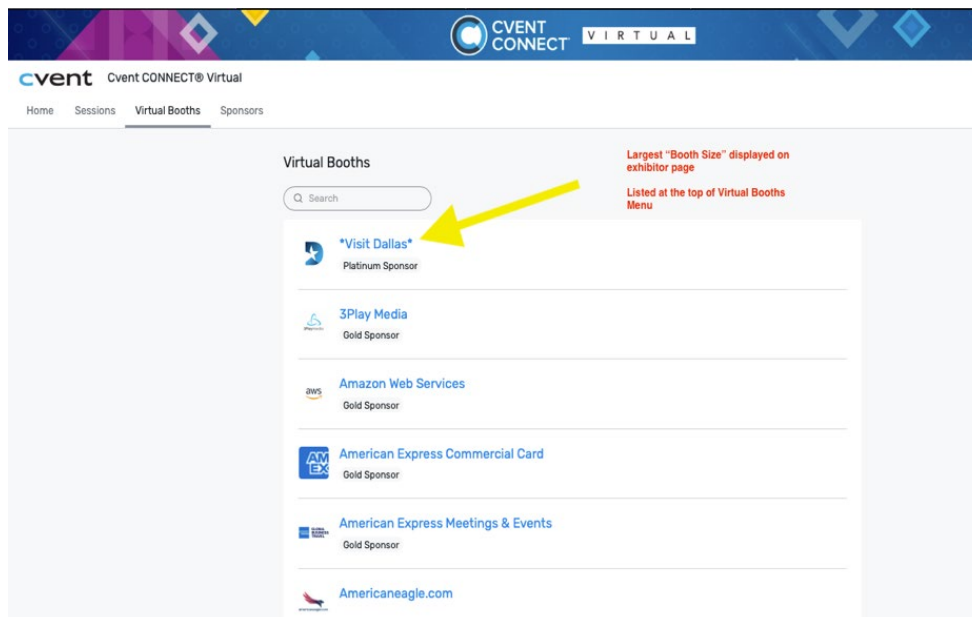 CVENT
CONNECT
VIRTUAL
cvent Cvent CONNECT® Virtual
Home Sessions Virtual Booths Sponsors
Virtual Booths
Largest “Booth Size” displayed on
exhibitor page
Listed at the top of Virtual Booths
Menu
Search
*Visit Dallas*
Platinum Sponsor
3Play Media
Gold Sponsor
aws
Amazon Web Services
Gold Sponsor
AM
EX
American Express Commercial Card
Gold Sponsor
American Express Meetings & Events
Gold Sponsor
Americaneagle.com